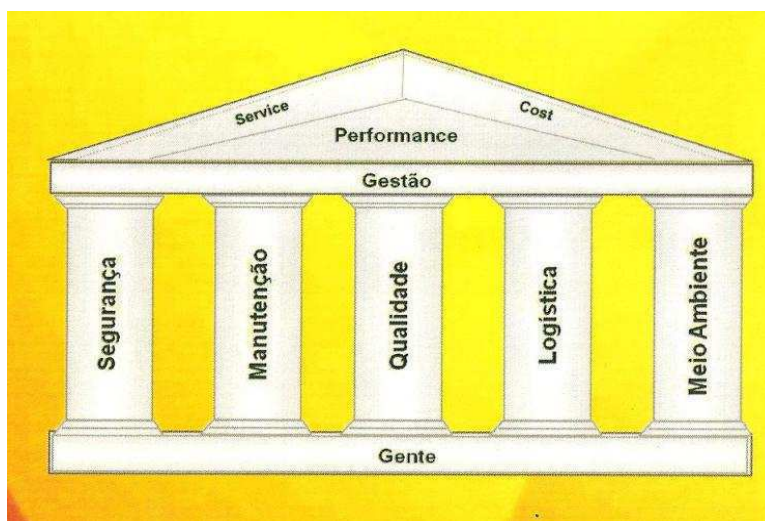 Service
Cost
Performance
Gestão
Segurança
Manutenção
Qualidade
Logística
Meio Ambiente
Gente